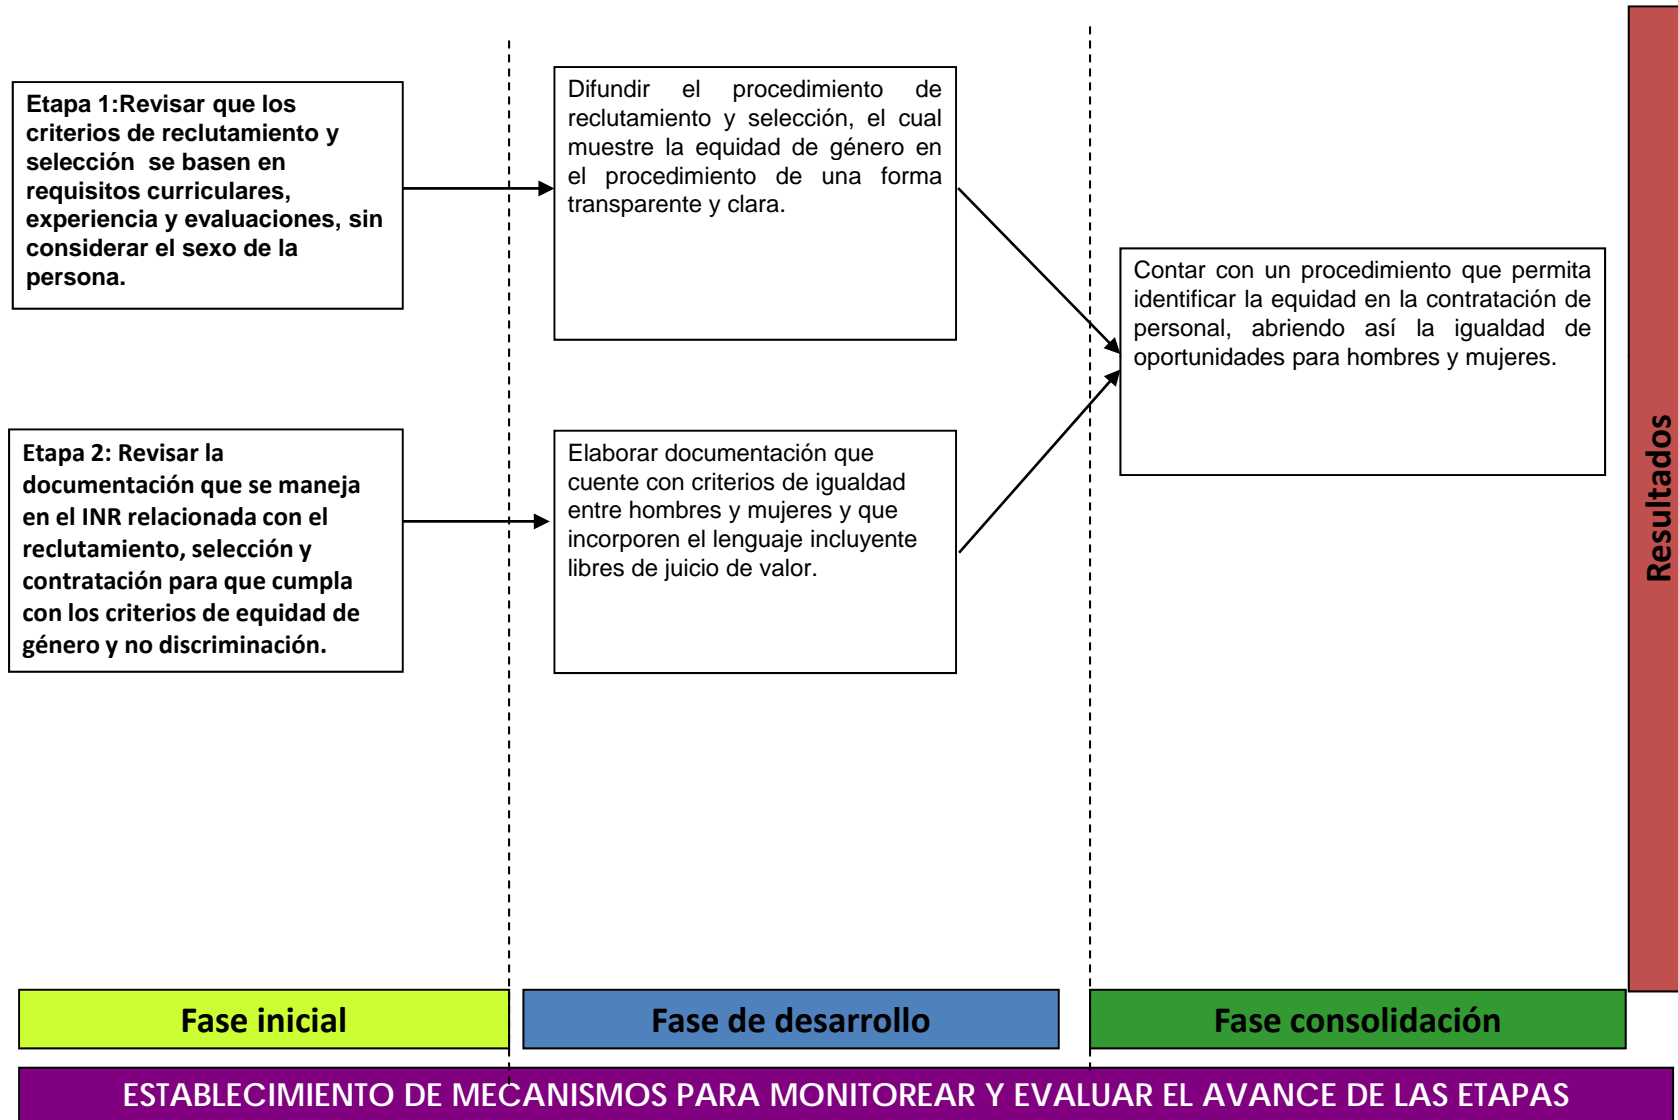 Etapa 1:Revisar que los
criterios de reclutamiento y
selección  se basen en
requisitos curriculares,
experiencia y evaluaciones, sin
considerar el sexo de la
persona.
Difundir el procedimiento de
reclutamiento y selección, el cual
muestre la equidad de género en
el procedimiento de una forma
transparente y clara.
Contar con un procedimiento que permita
identificar la equidad en la contratación de
personal, abriendo así la igualdad de
oportunidades para hombres y mujeres.
Etapa 2: Revisar la
documentación que se maneja
en el INR relacionada con el
reclutamiento, selección y
contratación para que cumpla
con los criterios de equidad de
género y no discriminación.
Elaborar documentación que
cuente con criterios de igualdad
entre hombres y mujeres y que
incorporen el lenguaje incluyente
libres de juicio de valor.
Resultados
Fase inicial
Fase de desarrollo
Fase consolidación
ESTABLECIMIENTO DE MECANISMOS PARA MONITOREAR Y EVALUAR EL AVANCE DE LAS ETAPAS